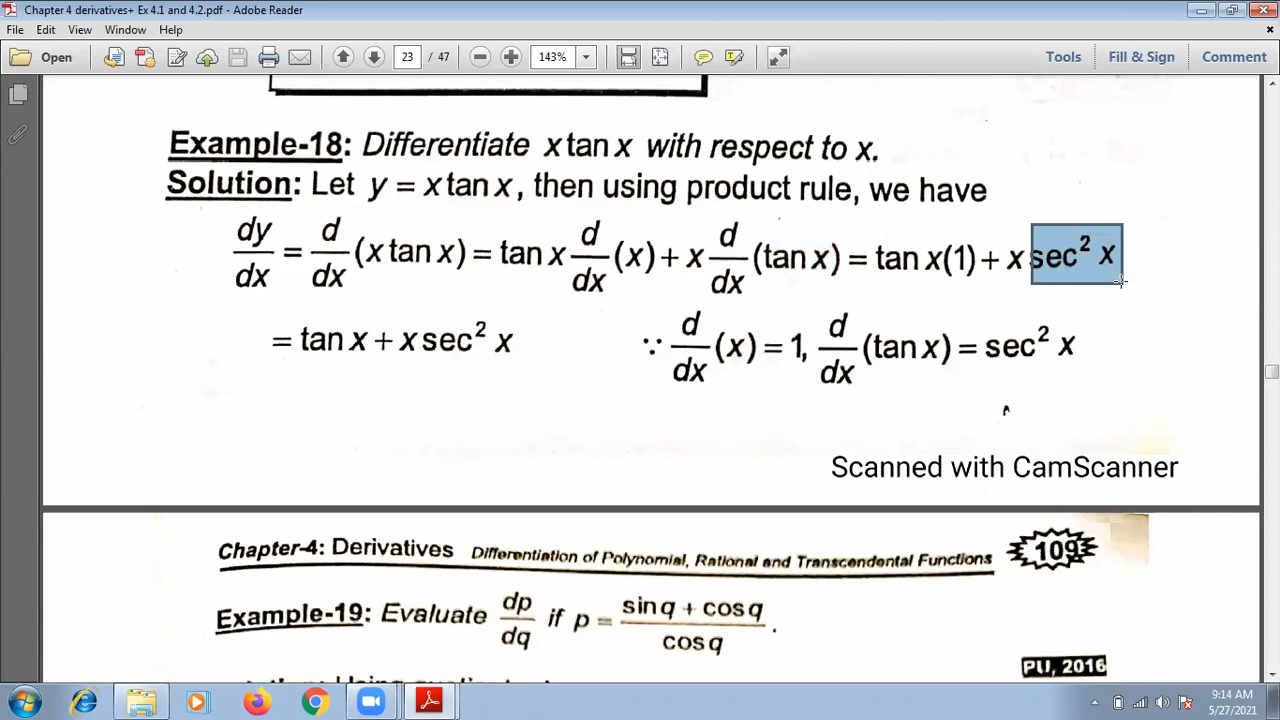 Chapter 4 derivatives+ Ex 4.1 and 4.2.pdf - Adobe Reader
File Edit View Window Help
Open 23 / 47 143% Tools Fill & Sign Comment
Example-18: Differentiate x tan x with respect to x.
Solution: Let y = x tan x, then using product rule, we have
dy/dx = d/dx (x tan x) = tan x d/dx (x) + x d/dx (tan x) = tan x(1) + x sec² x
= tan x + x sec² x ∵ d/dx (x) = 1, d/dx (tan x) = sec² x
Scanned with CamScanner
Chapter-4: Derivatives Differentiation of Polynomial, Rational and Transcendental Functions 109
Example-19: Evaluate dp/dq if p = (sin q + cos q)/(cos q) .
PU, 2016
9:14 AM
5/27/2021